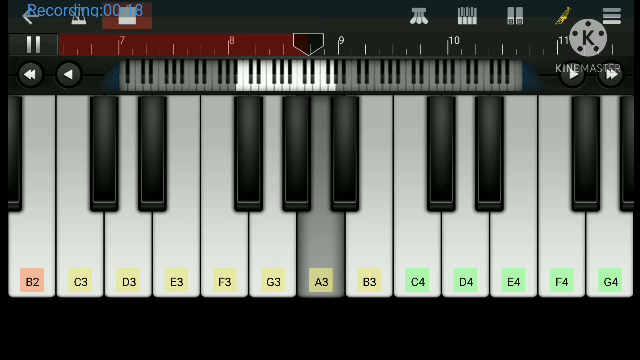 Recording:00:18
7 8 9 10 11
K
KINEMASTER
B2 C3 D3 E3 F3 G3 A3 B3 C4 D4 E4 F4 G4